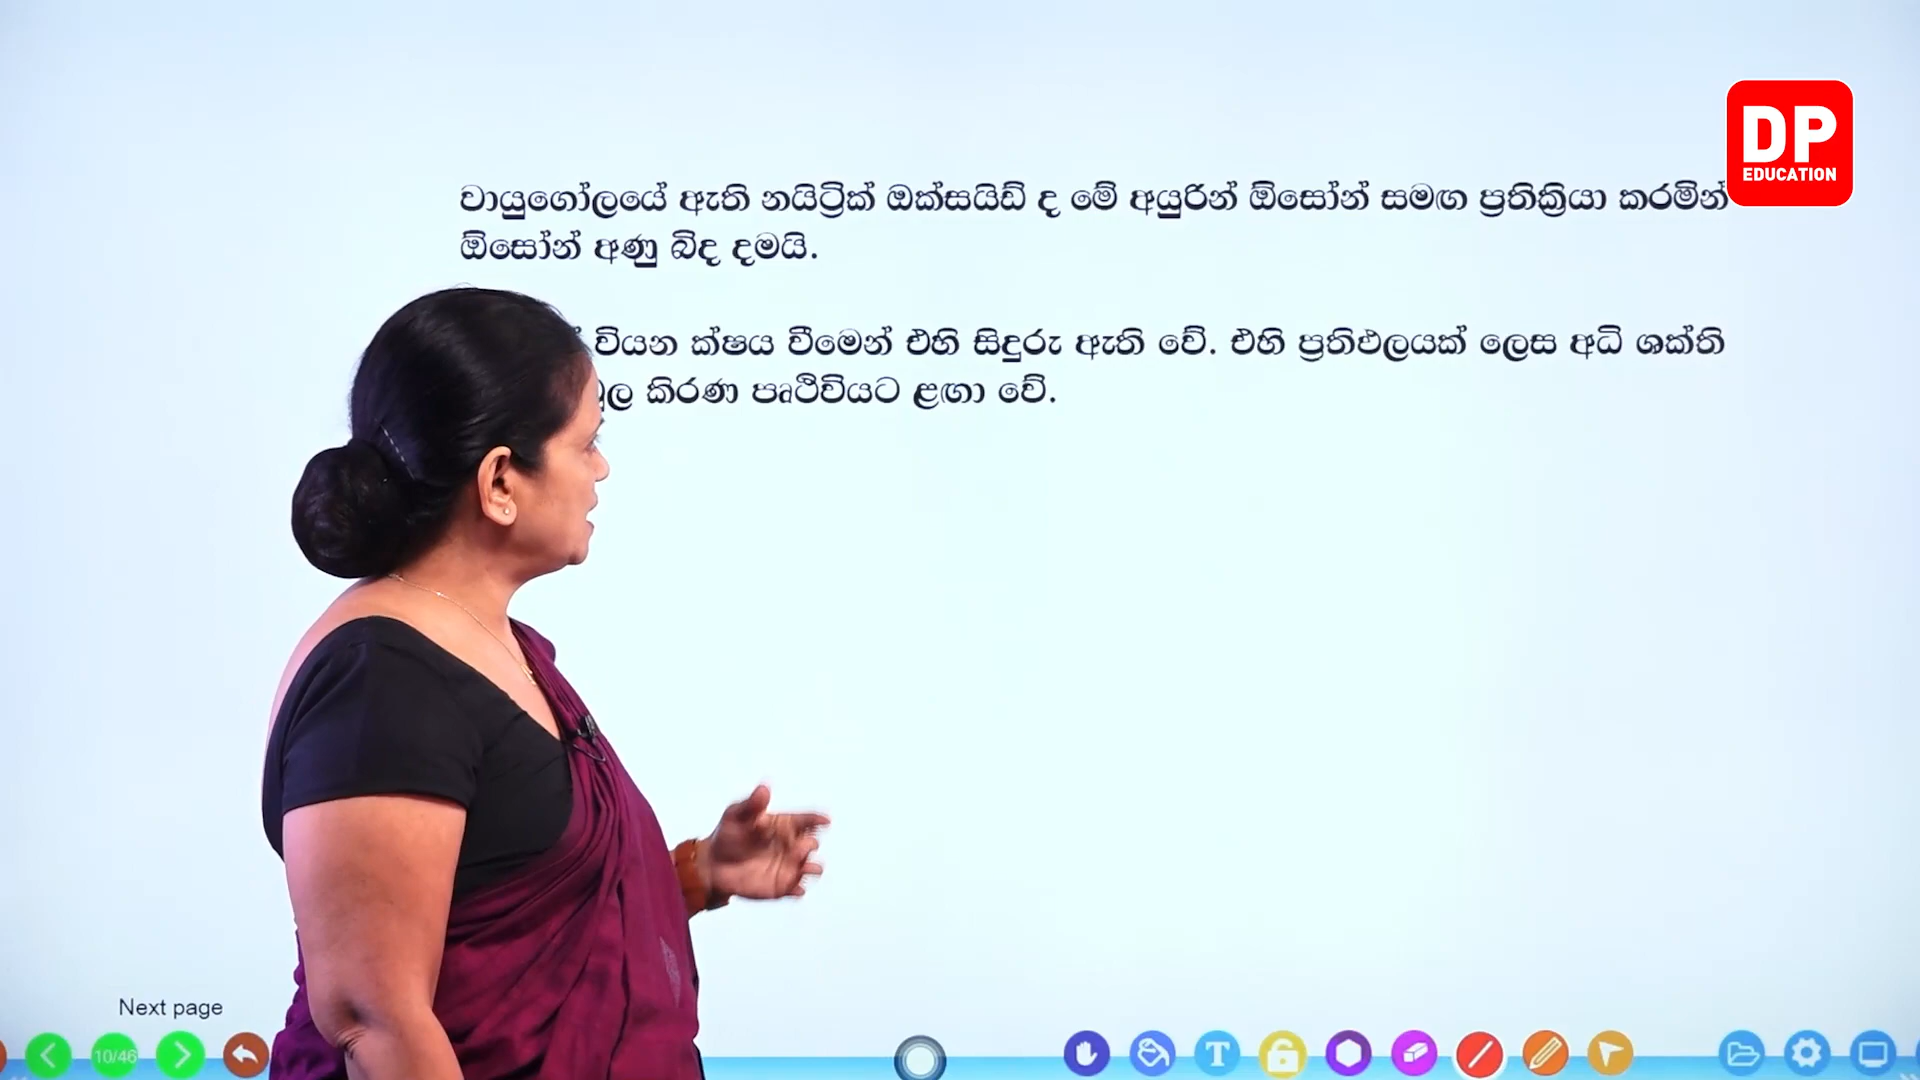 DP
EDUCATION
වායුගෝලයේ ඇති නයිට්‍රික් ඔක්සයිඩ් ද මේ අයුරින් ඕසෝන් සමඟ ප්‍රතික්‍රියා කරමින්
ඕසෝන් අණු බිඳ දමයි.
වියන ක්ෂය වීමෙන් එහි සිදුරු ඇති වේ. එහි ප්‍රතිඵලයක් ලෙස අධි ශක්ති
කිරණ පෘථිවියට ළඟා වේ.
Next page
10/46
T